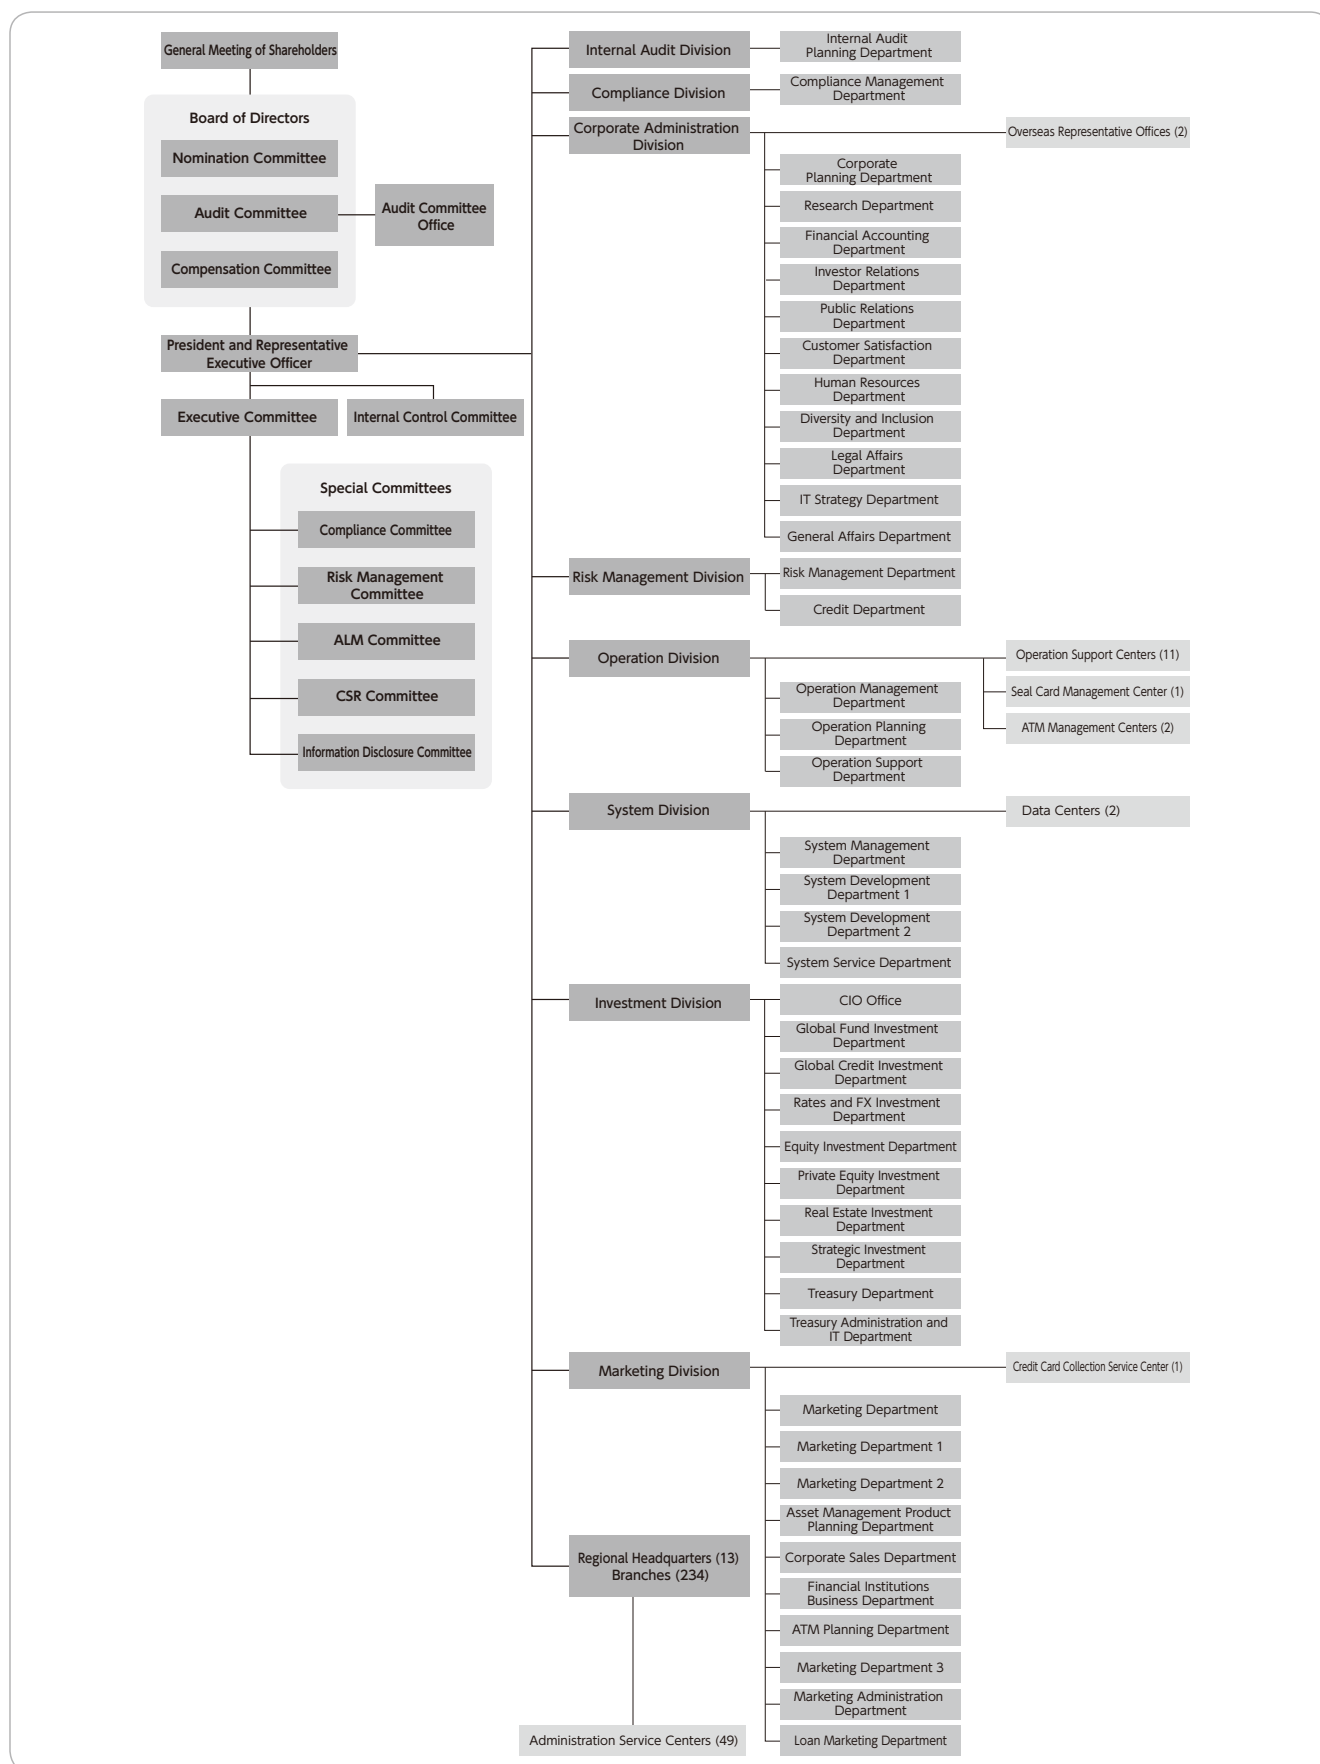 General Meeting of Shareholders
Board of Directors
Nomination Committee
Audit Committee
Audit Committee
Office
Compensation Committee
President and Representative
Executive Officer
Executive Committee
Internal Control Committee
Special Committees
Compliance Committee
Risk Management
Committee
ALM Committee
CSR Committee
Information Disclosure Committee
Internal Audit Division
Internal Audit
Planning Department
Compliance Division
Compliance Management
Department
Corporate Administration
Division
Overseas Representative Offices (2)
Corporate
Planning Department
Research Department
Financial Accounting
Department
Investor Relations
Department
Public Relations
Department
Customer Satisfaction
Department
Human Resources
Department
Diversity and Inclusion
Department
Legal Affairs
Department
IT Strategy Department
General Affairs Department
Risk Management Division
Risk Management Department
Credit Department
Operation Division
Operation Support Centers (11)
Seal Card Management Center (1)
ATM Management Centers (2)
Operation Management
Department
Operation Planning
Department
Operation Support
Department
System Division
Data Centers (2)
System Management
Department
System Development
Department 1
System Development
Department 2
System Service Department
Investment Division
CIO Office
Global Fund Investment
Department
Global Credit Investment
Department
Rates and FX Investment
Department
Equity Investment Department
Private Equity Investment
Department
Real Estate Investment
Department
Strategic Investment
Department
Treasury Department
Treasury Administration and
IT Department
Marketing Division
Credit Card Collection Service Center (1)
Marketing Department
Marketing Department 1
Marketing Department 2
Asset Management Product
Planning Department
Corporate Sales Department
Financial Institutions
Business Department
ATM Planning Department
Marketing Department 3
Marketing Administration
Department
Loan Marketing Department
Regional Headquarters (13)
Branches (234)
Administration Service Centers (49)